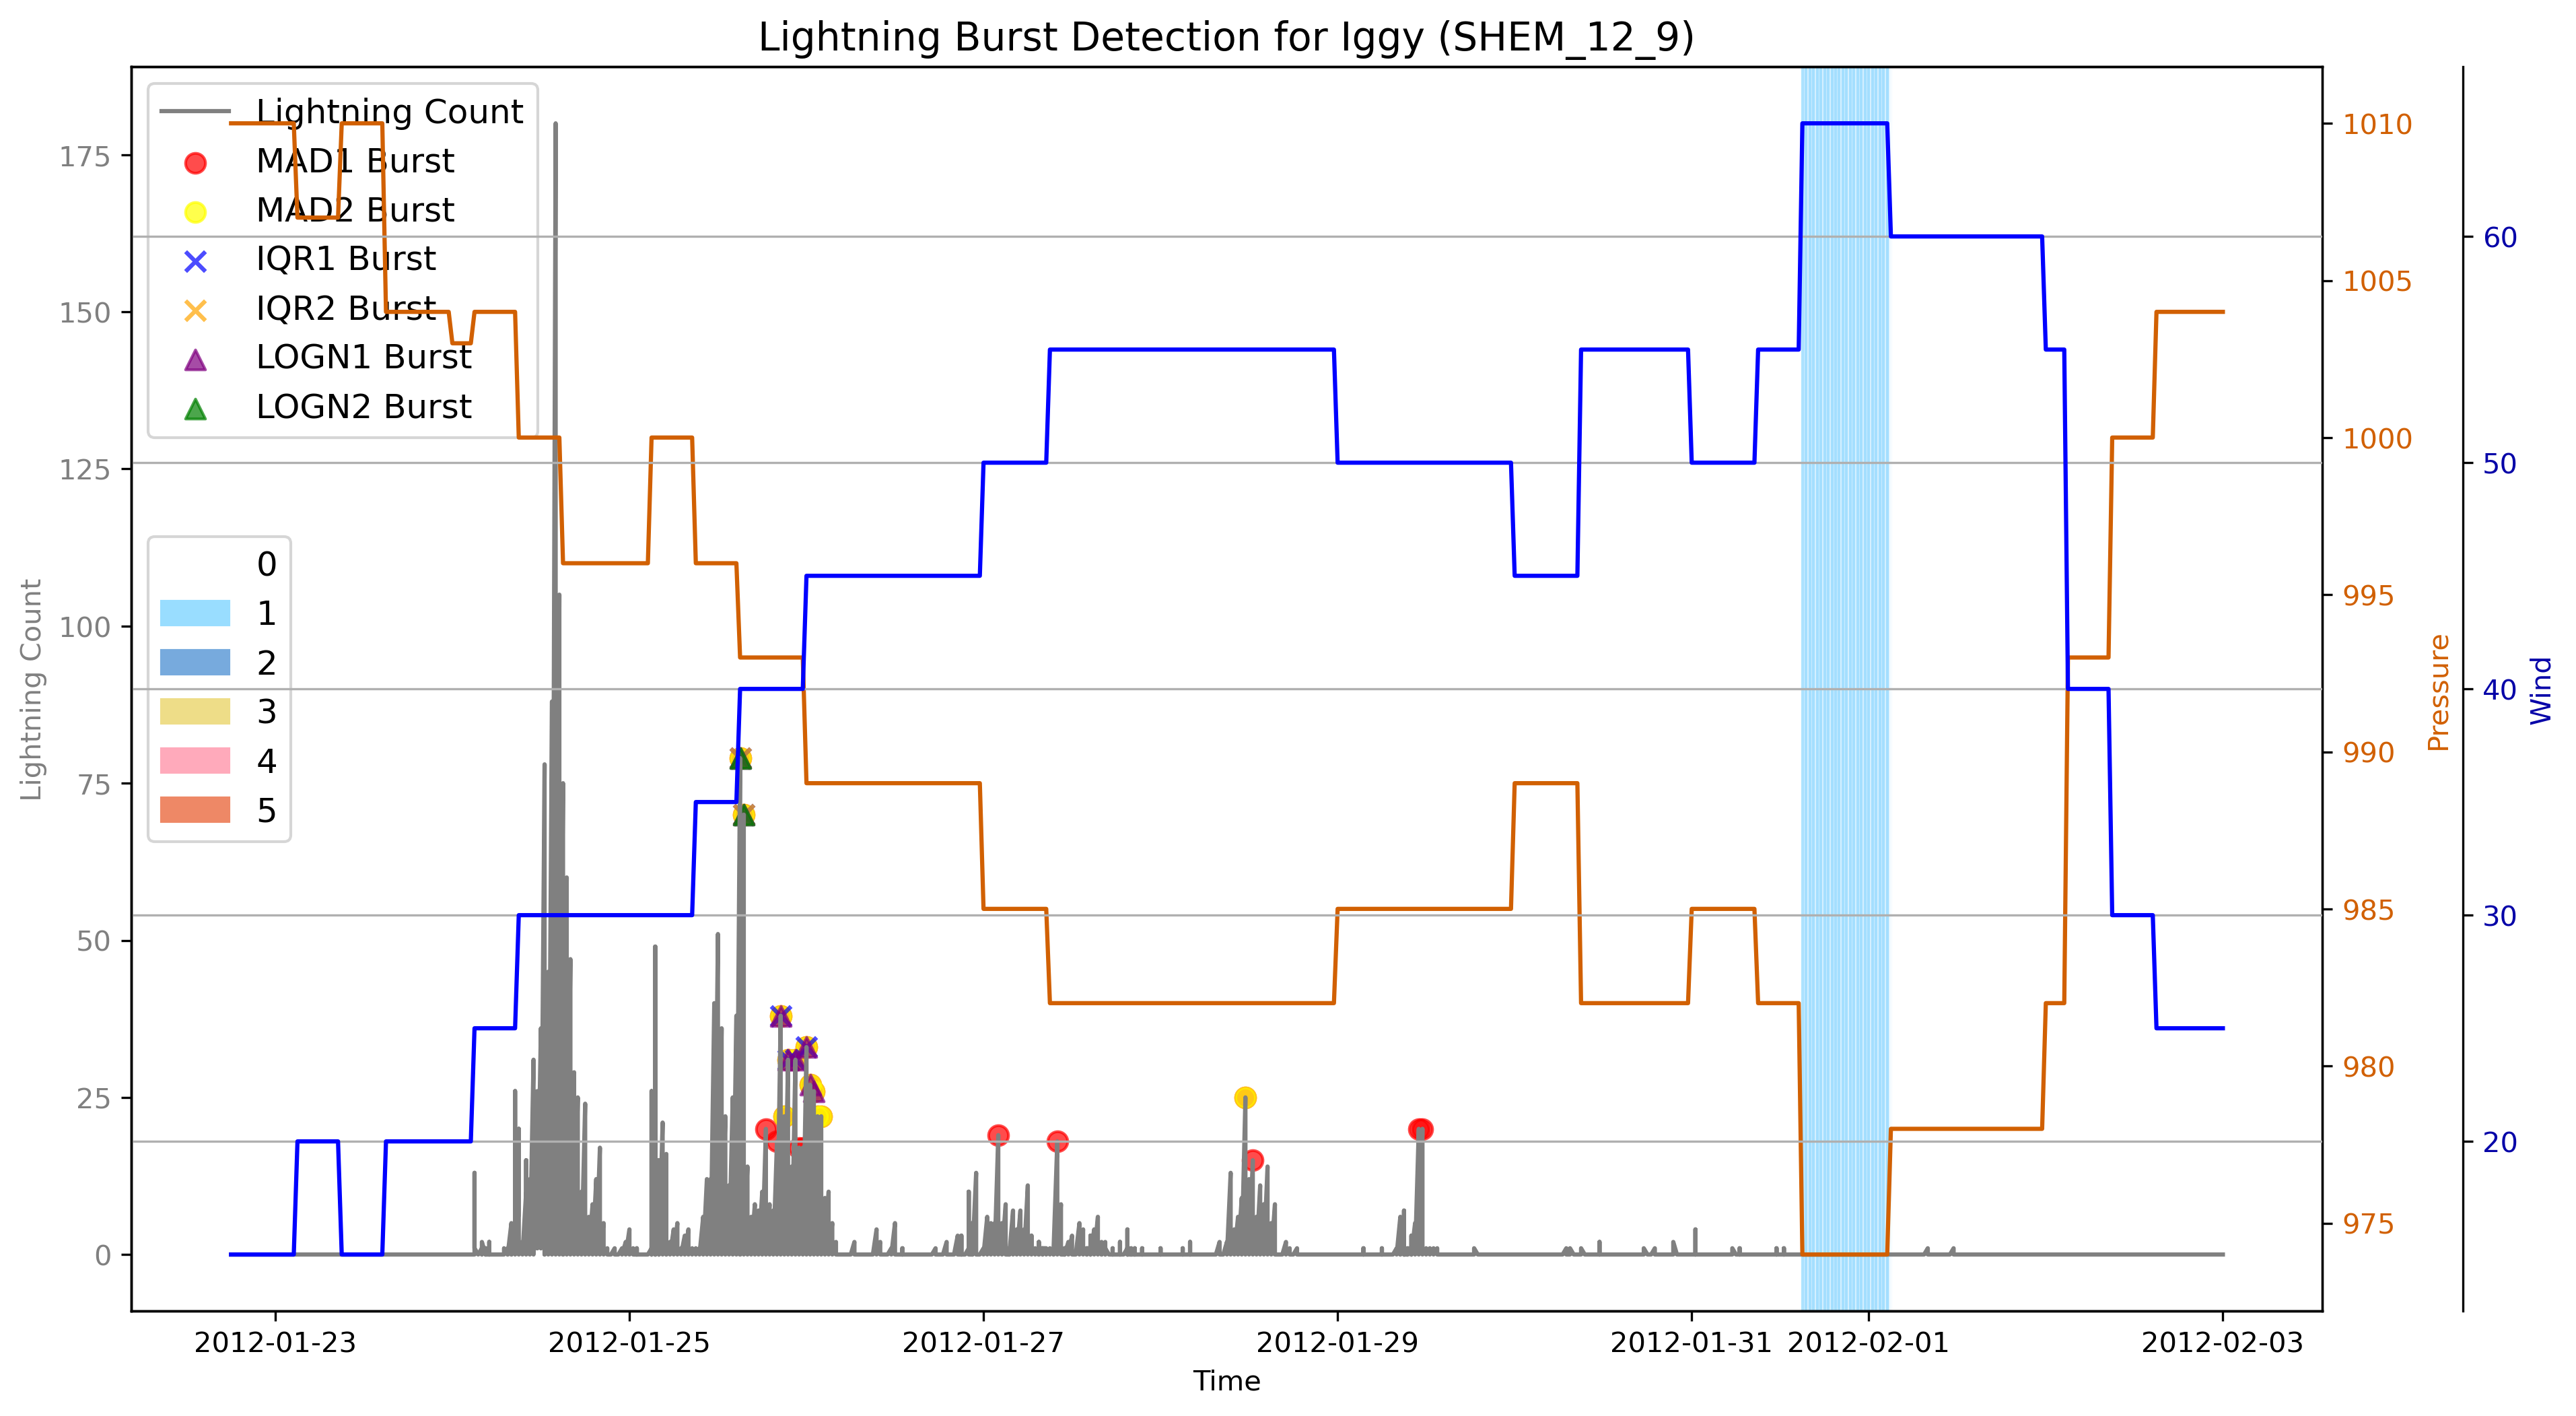 Lightning Burst Detection for Iggy (SHEM_12_9)
Lightning Count
MAD1 Burst
MAD2 Burst
IQR1 Burst
IQR2 Burst
LOGN1 Burst
LOGN2 Burst
0
1
2
3
4
5
Lightning Count
175
150
125
100
75
50
25
0
1010
1005
1000
995
990
985
980
975
Pressure
60
50
40
30
20
Wind
2012-01-23
2012-01-25
2012-01-27
2012-01-29
2012-01-31
2012-02-01
2012-02-03
Time